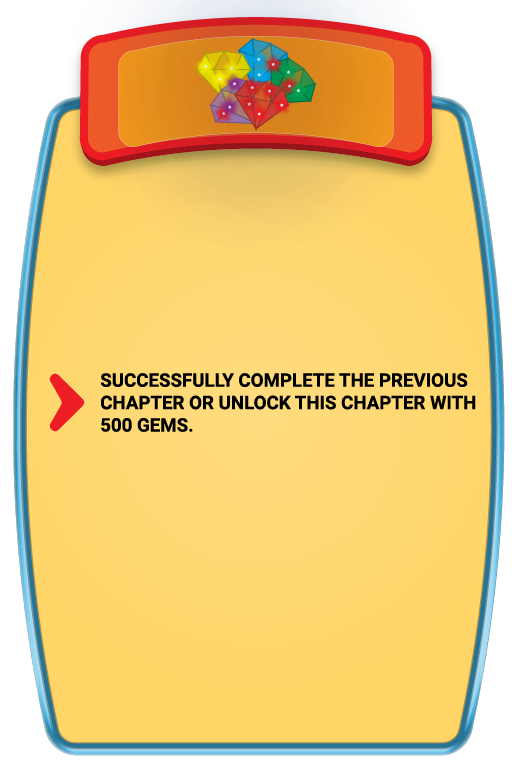 SUCCESSFULLY COMPLETE THE PREVIOUS
CHAPTER OR UNLOCK THIS CHAPTER WITH
500 GEMS.